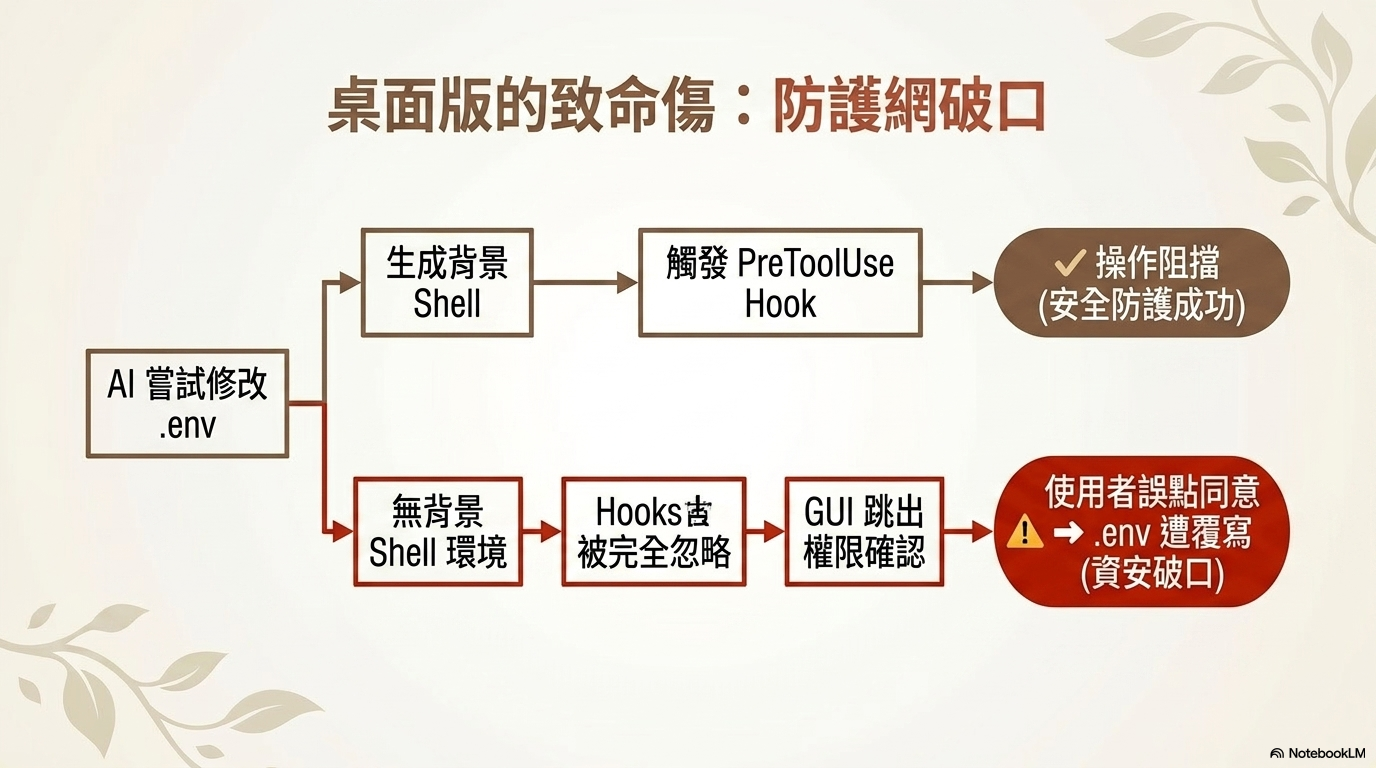 桌面版的致命傷：防護網破口
生成背景
Shell
觸發 PreToolUse
Hook
✓ 操作阻擋
(安全防護成功)
AI 嘗試修改
.env
無背景
Shell 環境
Hooks
被完全忽略
GUI 跳出
權限確認
使用者誤點同意
⚠️ ➡ .env 遭覆寫
(資安破口)
NotebookLM